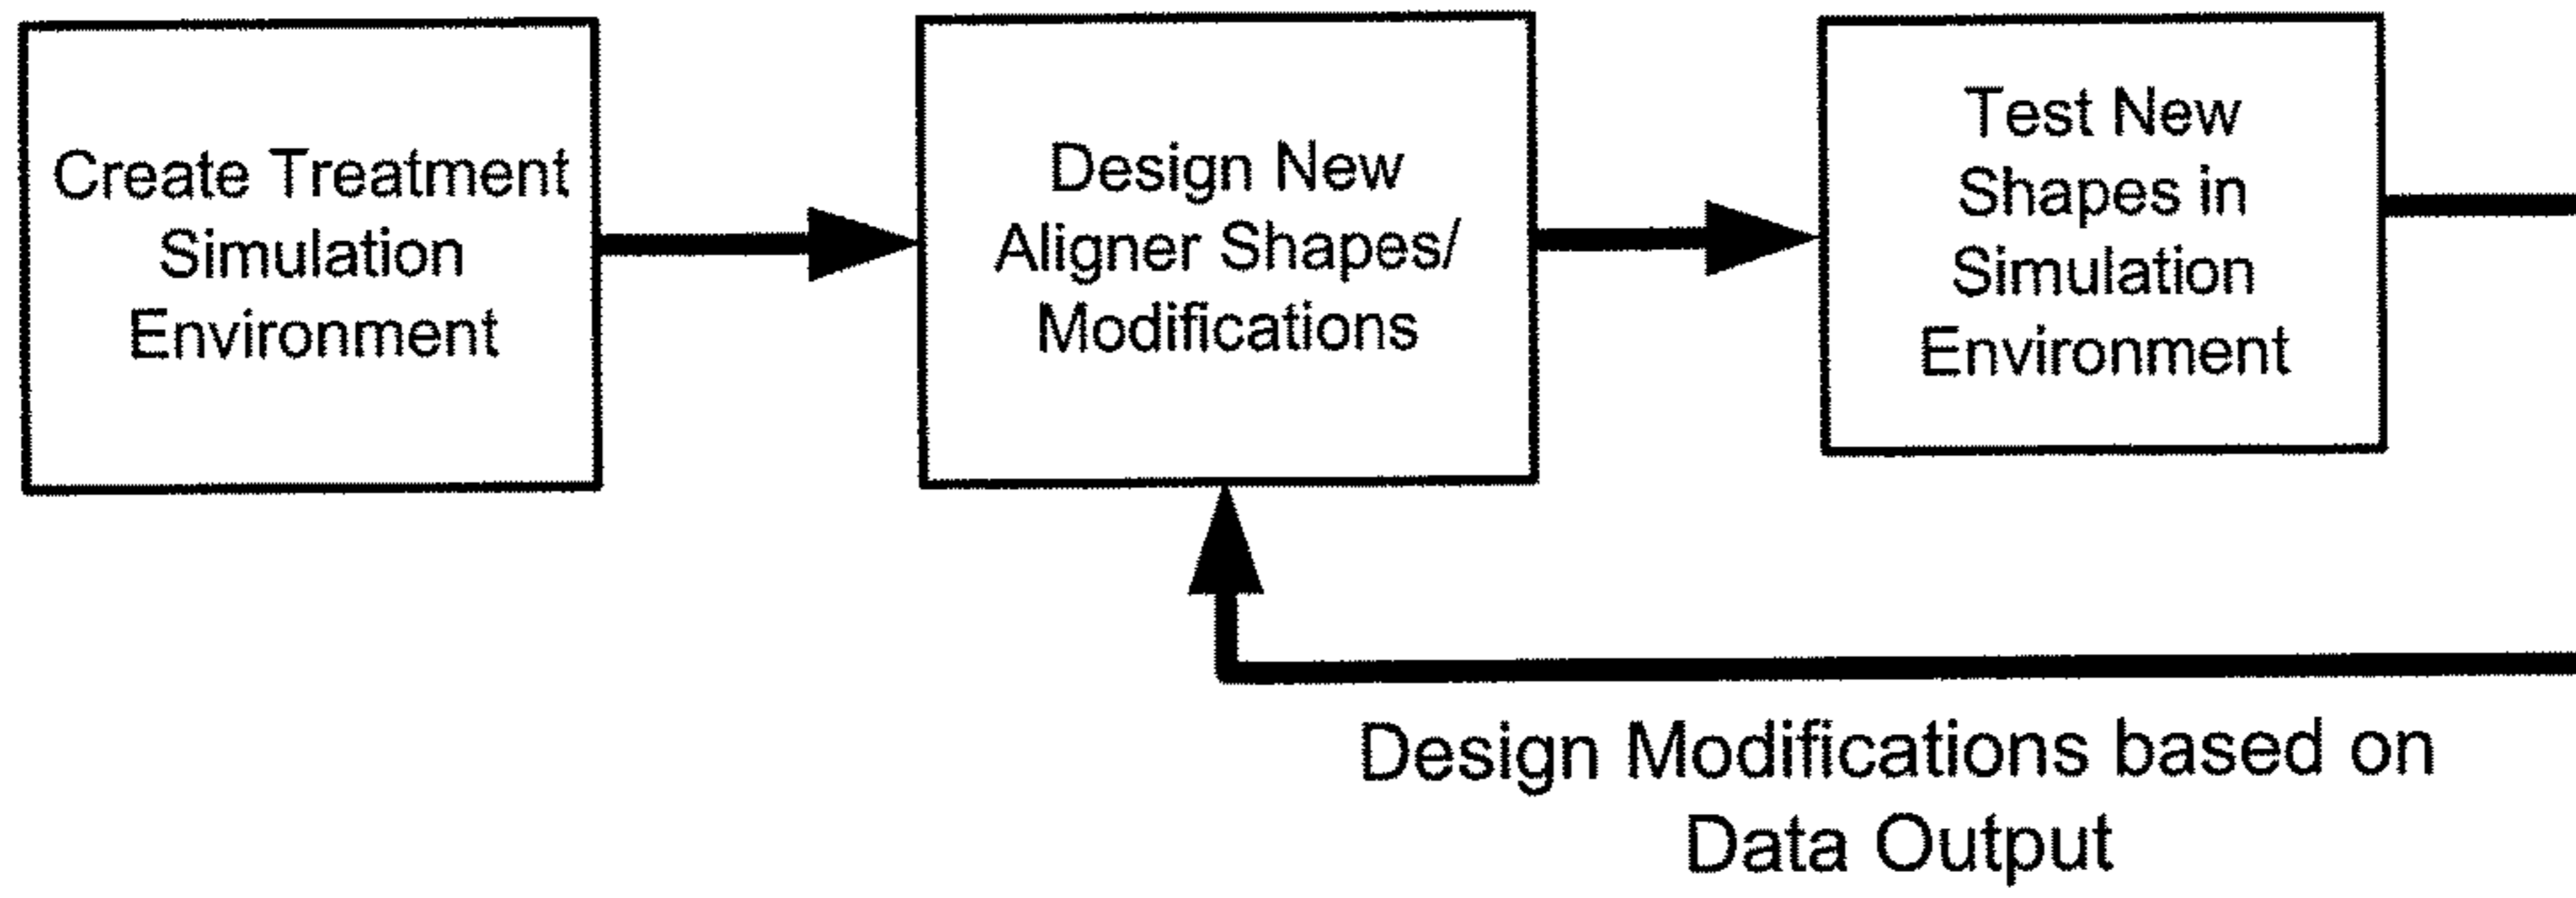 Create Treatment
Simulation
Environment
Design New
Aligner Shapes/
Modifications
Test New
Shapes in
Simulation
Environment
Design Modifications based on
Data Output